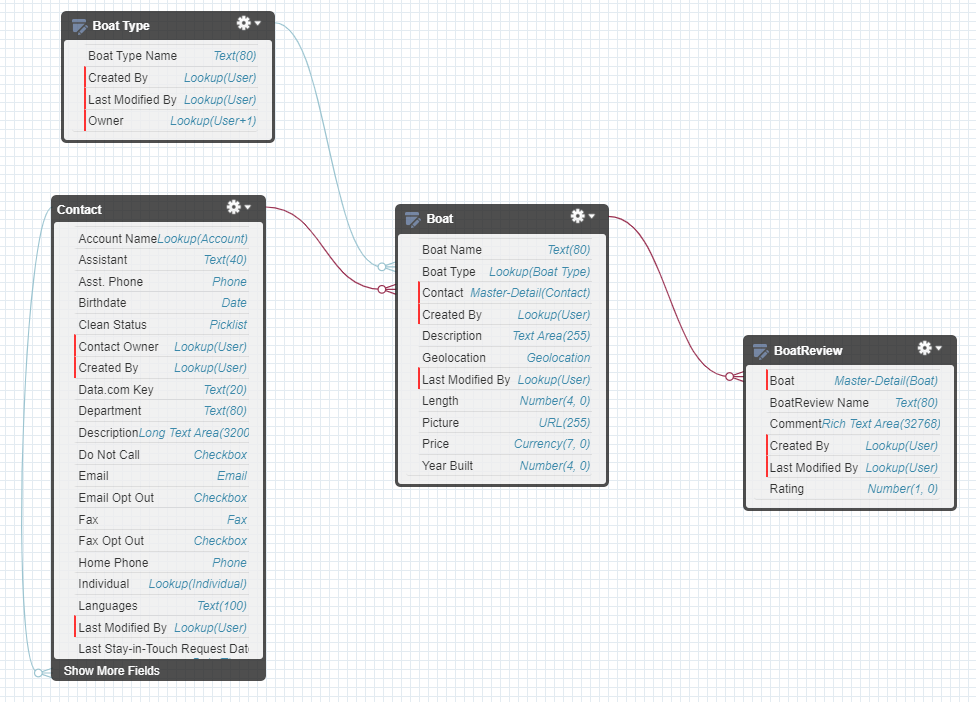 Boat Type
Boat Type Name Text(80)
Created By Lookup(User)
Last Modified By Lookup(User)
Owner Lookup(User+1)
Contact
Account Name Lookup(Account)
Assistant Text(40)
Asst. Phone Phone
Birthdate Date
Clean Status Picklist
Contact Owner Lookup(User)
Created By Lookup(User)
Data.com Key Text(20)
Department Text(80)
Description Long Text Area(3200
Do Not Call Checkbox
Email Email
Email Opt Out Checkbox
Fax Fax
Fax Opt Out Checkbox
Home Phone Phone
Individual Lookup(Individual)
Languages Text(100)
Last Modified By Lookup(User)
Last Stay-in-Touch Request Dat
Show More Fields
Boat
Boat Name Text(80)
Boat Type Lookup(Boat Type)
Contact Master-Detail(Contact)
Created By Lookup(User)
Description Text Area(255)
Geolocation Geolocation
Last Modified By Lookup(User)
Length Number(4, 0)
Picture URL(255)
Price Currency(7, 0)
Year Built Number(4, 0)
BoatReview
Boat Master-Detail(Boat)
BoatReview Name Text(80)
Comment Rich Text Area(32768)
Created By Lookup(User)
Last Modified By Lookup(User)
Rating Number(1, 0)